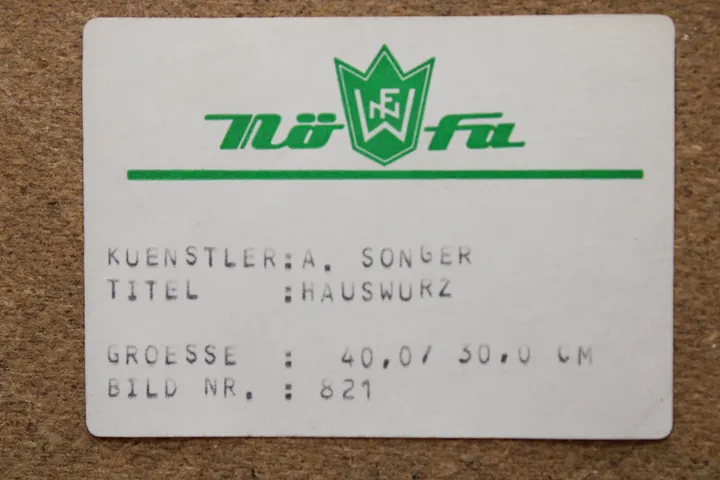 Nöfa
KUENSTLER:A. SONGER
TITEL :HAUSWURZ
GROESSE : 40,0/ 30,0 CM
BILD NR. : 821